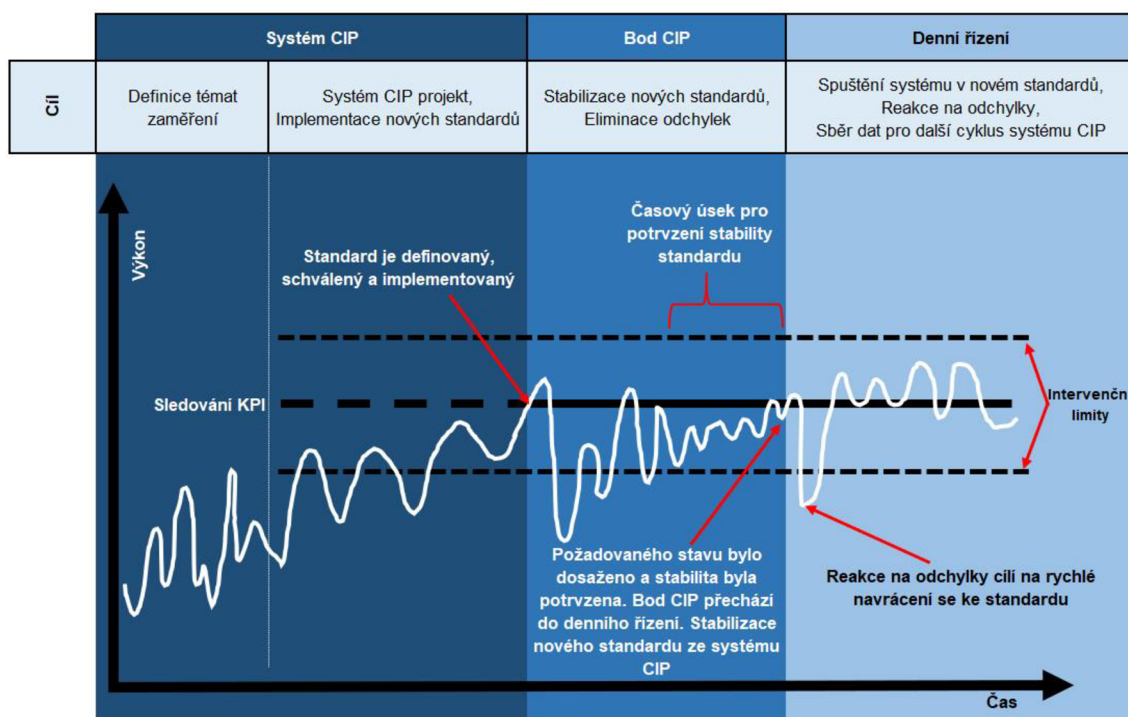 Systém CIP
Bod CIP
Denní řízení
Cíl
Definice témat
zaměření
Systém CIP projekt,
Implementace nových standardů
Stabilizace nových standardů,
Eliminace odchylek
Spuštění systému v novém standardů,
Reakce na odchylky,
Sběr dat pro další cyklus systému CIP
Výkon
Standard je definovaný,
schválený a implementovaný
Časový úsek pro
potvrzení stability
standardu
Sledování KPI
Intervenčn
limity
Požadovaného stavu bylo
dosaženo a stabilita byla
potvrzena. Bod CIP přechází
do denního řízení. Stabilizace
nového standardu ze systému
CIP
Reakce na odchylky cílí na rychlé
navrácení se ke standardu
Čas